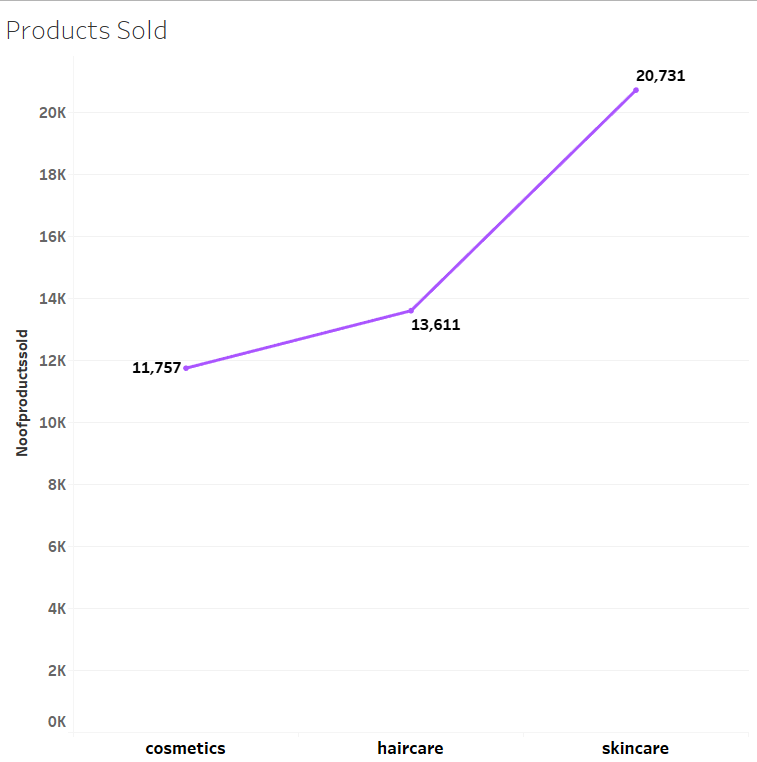 Products Sold
20,731
20K
18K
16K
14K
13,611
12K
11,757
10K
8K
6K
4K
2K
0K
Noofproductssold
cosmetics haircare skincare